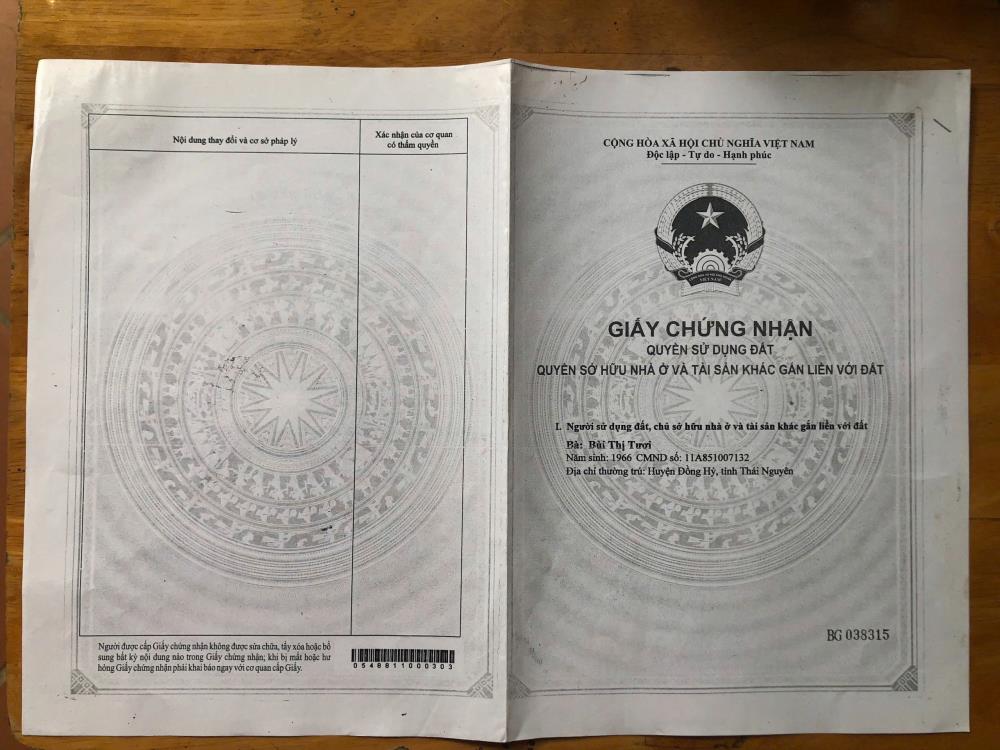 Nội dung thay đổi và cơ sở pháp lý
Xác nhận của cơ quan
có thẩm quyền
Người được cấp Giấy chứng nhận không được sửa chữa, tẩy xóa hoặc bổ
sung bất kỳ nội dung nào trong Giấy chứng nhận; khi bị mất hoặc hư
hỏng Giấy chứng nhận phải khai báo ngay với cơ quan cấp Giấy.
0548811000303
CỘNG HÒA XÃ HỘI CHỦ NGHĨA VIỆT NAM
Độc lập - Tự do - Hạnh phúc
VIỆT NAM
GIẤY CHỨNG NHẬN
QUYỀN SỬ DỤNG ĐẤT
QUYỀN SỞ HỮU NHÀ Ở VÀ TÀI SẢN KHÁC GẮN LIỀN VỚI ĐẤT
I. Người sử dụng đất, chủ sở hữu nhà ở và tài sản khác gắn liền với đất
Bà: Bùi Thị Tươi
Năm sinh: 1966 CMND số: 11A851007132
Địa chỉ thường trú: Huyện Đồng Hỷ, tỉnh Thái Nguyên
BG 038315